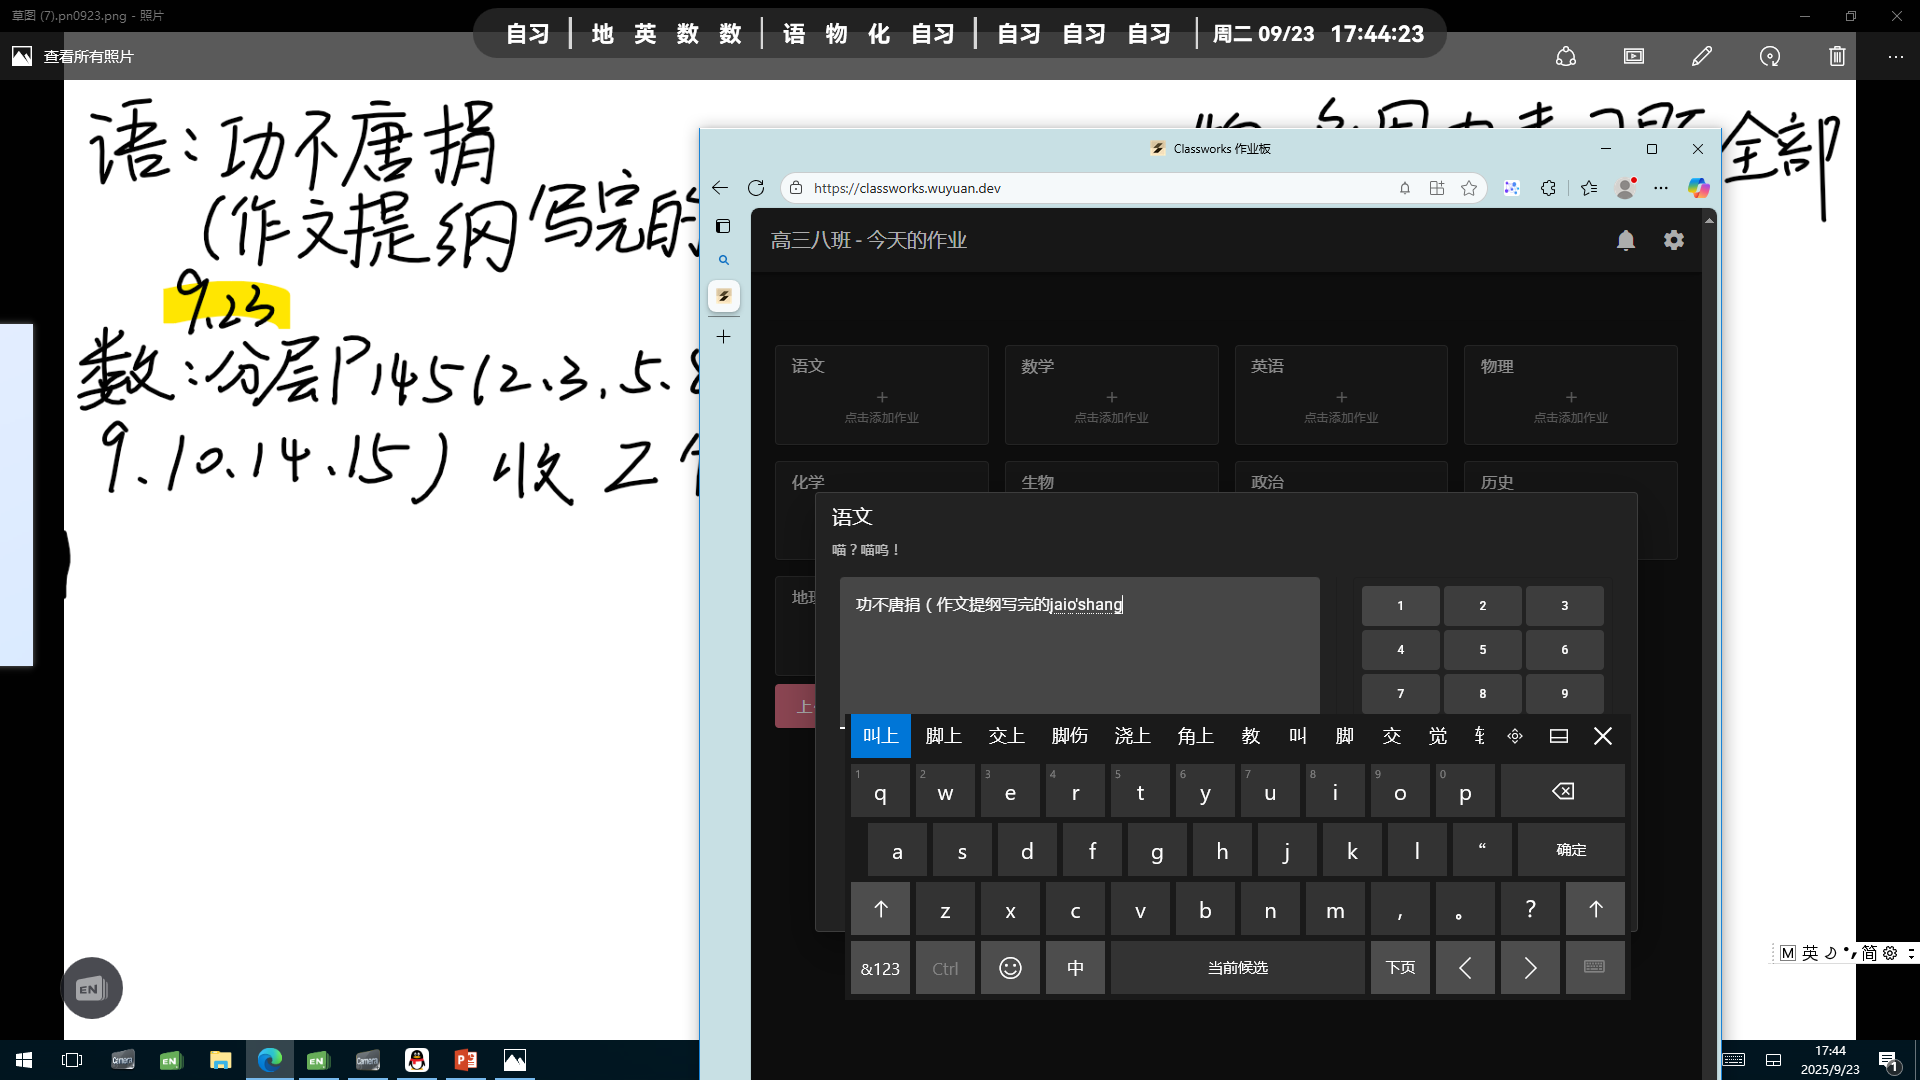 草图 (7).pn0923.png - 照片
自习 | 地 英 数 数 | 语 物 化 自习 | 自习 自习 自习 | 周二 09/23 17:44:23
查看所有照片
语:功不唐捐
(作文提纲写完的
9.23
数:分层P145(2.3.5.8
9.10.14.15)收工
全部
Classworks 作业板
https://classworks.wuyuan.dev
高三八班 - 今天的作业
语文 数学 英语 物理
+ + + +
点击添加作业 点击添加作业 点击添加作业 点击添加作业
化学 生物 政治 历史
地理
上一
语文
喵？喵呜！
功不唐捐（作文提纲写完的jaio'shang
1 2 3
4 5 6
7 8 9
叫上 脚上 交上 脚伤 浇上 角上 教 叫 脚 交 觉
1 2 3 4 5 6 7 8 9 0
q w e r t y u i o p
a s d f g h j k l “ 确定
z x c v b n m , 。 ?
&123 Ctrl 中 当前候选 下页
M 英 简
EN
Camera EN EN Camera
17:44
2025/9/23
1